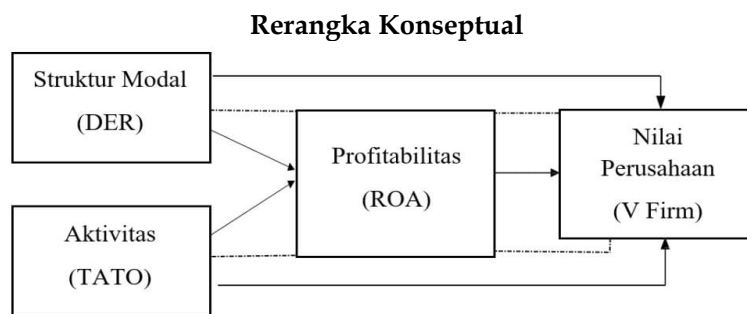 Rerangka Konseptual
Struktur Modal
(DER)
Profitabilitas
(ROA)
Nilai
Perusahaan
(V Firm)
Aktivitas
(TATO)